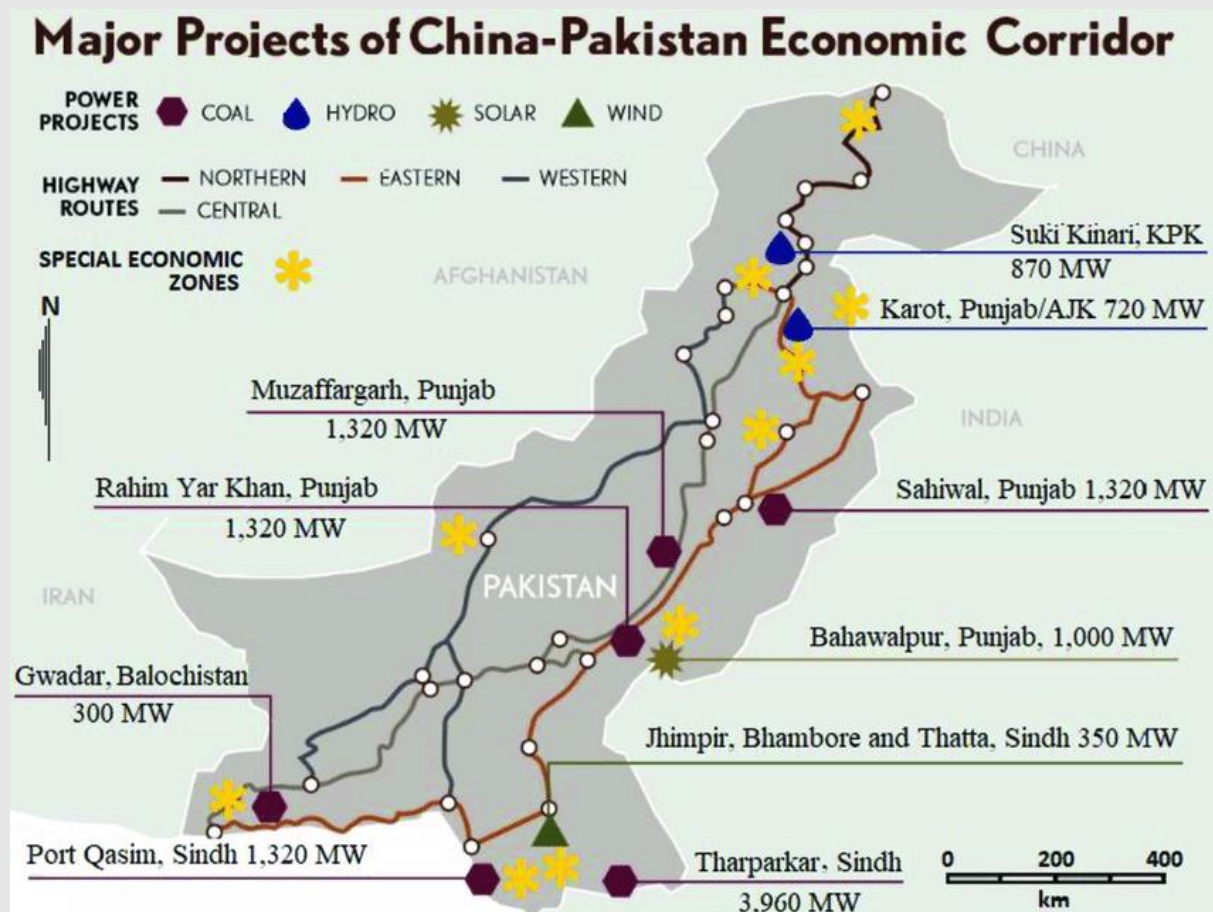 Major Projects of China-Pakistan Economic Corridor
POWER PROJECTS
COAL
HYDRO
SOLAR
WIND
HIGHWAY ROUTES
NORTHERN
EASTERN
WESTERN
CENTRAL
SPECIAL ECONOMIC ZONES
N
CHINA
AFGHANISTAN
Suki Kinari, KPK
870 MW
Karot, Punjab/AJK 720 MW
Muzaffargarh, Punjab
1,320 MW
INDIA
Rahim Yar Khan, Punjab
1,320 MW
Sahiwal, Punjab 1,320 MW
PAKISTAN
IRAN
Bahawalpur, Punjab, 1,000 MW
Gwadar, Balochistan
300 MW
Jhimpir, Bhambore and Thatta, Sindh 350 MW
Port Qasim, Sindh 1,320 MW
Tharparkar, Sindh
3,960 MW
0 200 400
km